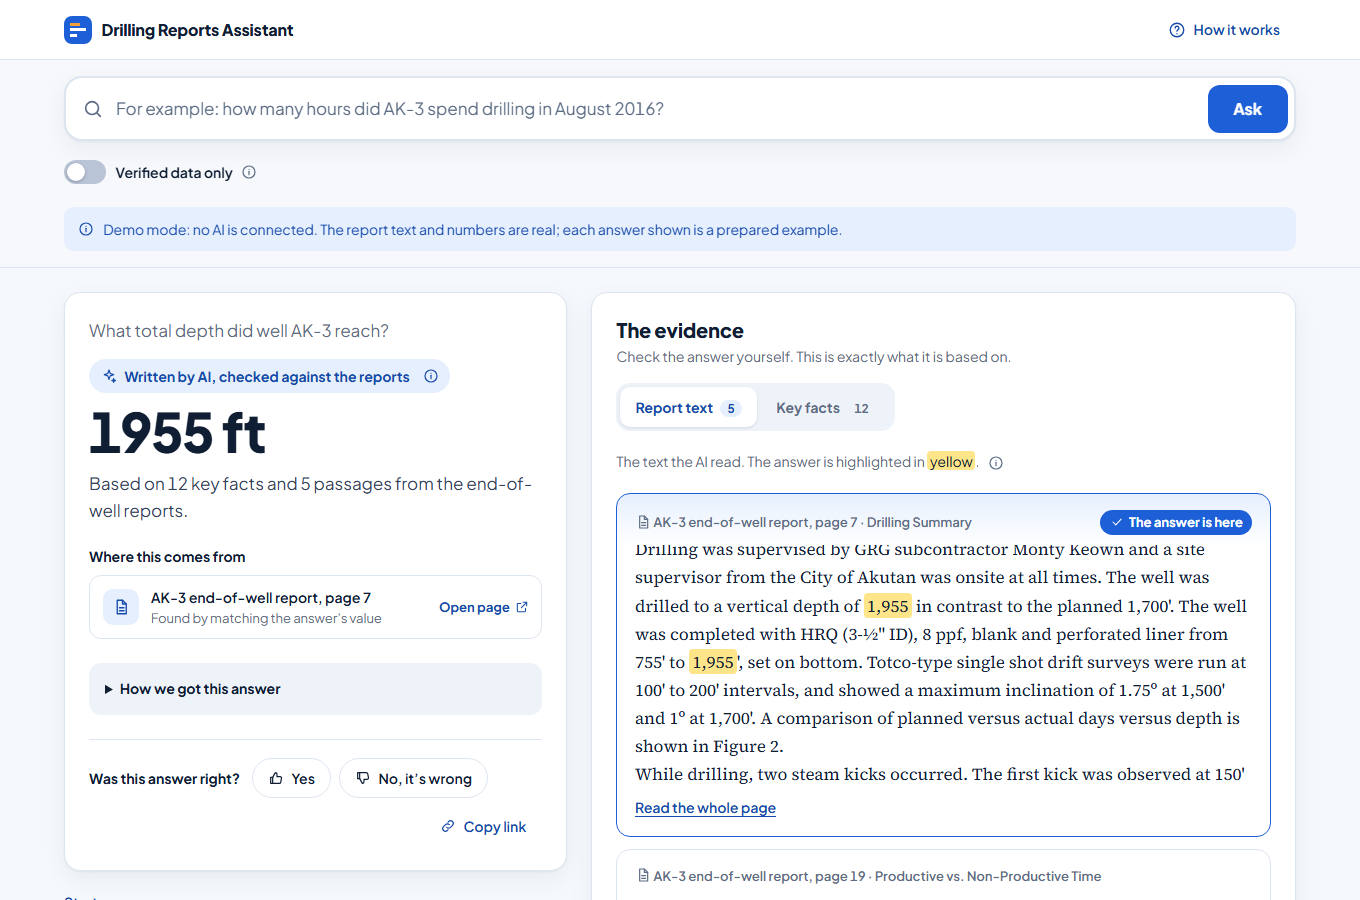 Drilling Reports Assistant
How it works
For example: how many hours did AK-3 spend drilling in August 2016?
Ask
Verified data only
Demo mode: no AI is connected. The report text and numbers are real; each answer shown is a prepared example.
What total depth did well AK-3 reach?
Written by AI, checked against the reports
1955 ft
Based on 12 key facts and 5 passages from the end-of-
well reports.
Where this comes from
AK-3 end-of-well report, page 7
Found by matching the answer's value
Open page
How we got this answer
Was this answer right?
Yes
No, it's wrong
Copy link
The evidence
Check the answer yourself. This is exactly what it is based on.
Report text 5
Key facts 12
The text the AI read. The answer is highlighted in yellow.
AK-3 end-of-well report, page 7 · Drilling Summary
The answer is here
Drilling was supervised by GRG subcontractor Monty Keown and a site
supervisor from the City of Akutan was onsite at all times. The well was
drilled to a vertical depth of 1,955 in contrast to the planned 1,700'. The well
was completed with HRQ (3-½" ID), 8 ppf, blank and perforated liner from
755' to 1,955', set on bottom. Totco-type single shot drift surveys were run at
100' to 200' intervals, and showed a maximum inclination of 1.75º at 1,500'
and 1º at 1,700'. A comparison of planned versus actual days versus depth is
shown in Figure 2.
While drilling, two steam kicks occurred. The first kick was observed at 150'
Read the whole page
AK-3 end-of-well report, page 19 · Productive vs. Non-Productive Time